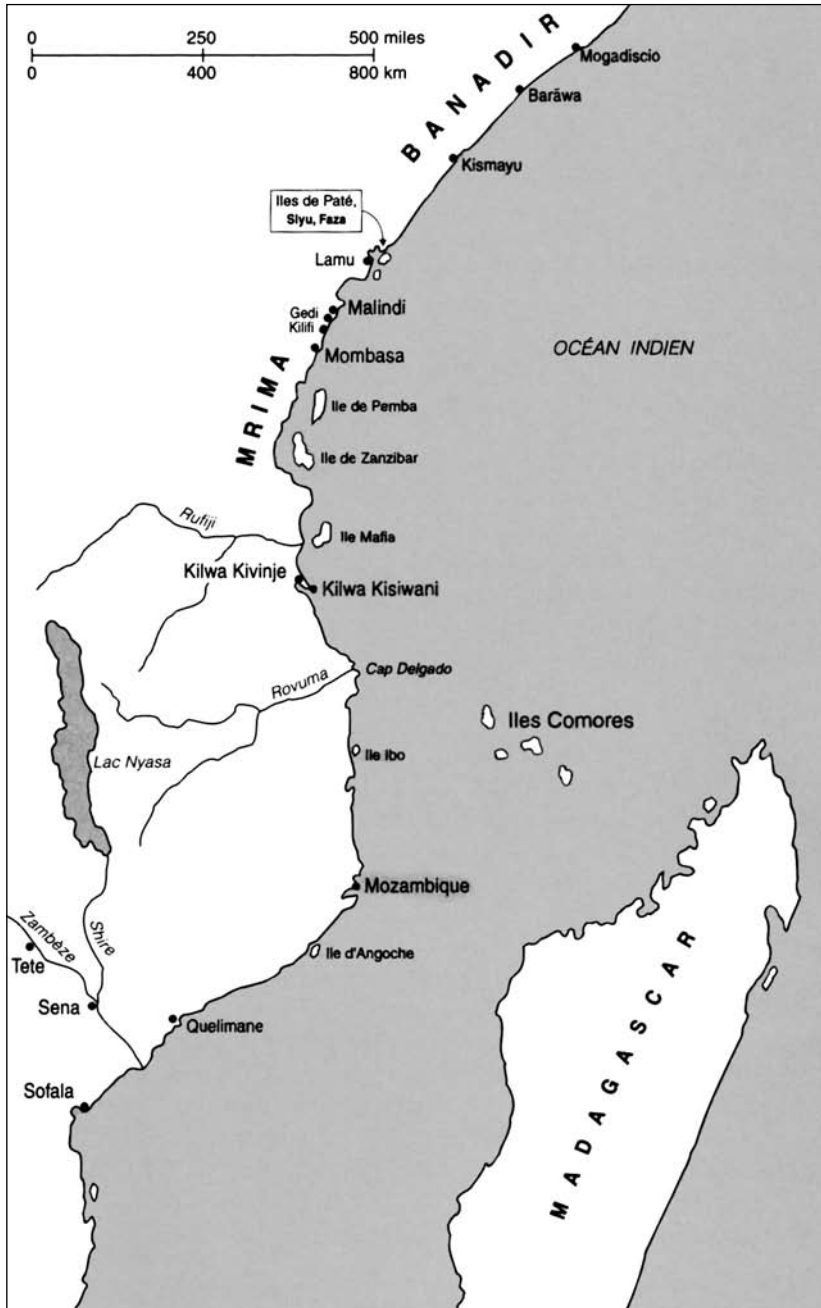 0 250 500 miles
0 400 800 km
BANADIR
Mogadiscio
Baräwa
Kismayu
Iles de Paté,
Siyu, Faza
Lamu
Malindi
Gedi
Kilifi
Mombasa
OCÉAN INDIEN
MRIMA
Ile de Pemba
Ile de Zanzibar
Rufiji
Ile Mafia
Kilwa Kivinje
Kilwa Kisiwani
Cap Delgado
Rovuma
Iles Comores
Lac Nyasa
Ile Ibo
Mozambique
Zambèze
Shire
Tete
Ile d'Angoche
Sena
Quelimane
Sofala
MADAGASCAR